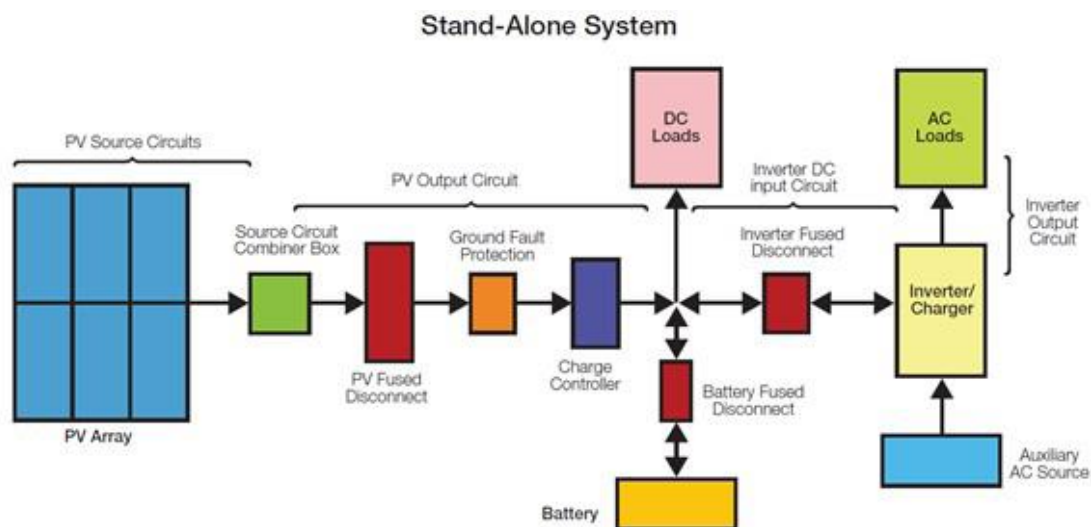 Stand-Alone System
PV Source Circuits
PV Output Circuit
DC
Loads
Inverter DC
input Circuit
AC
Loads
Inverter
Output
Circuit
Source Circuit
Combiner Box
Ground Fault
Protection
Inverter Fused
Disconnect
Inverter/
Charger
PV Fused
Disconnect
Charge
Controller
Battery Fused
Disconnect
PV Array
Auxiliary
AC Source
Battery